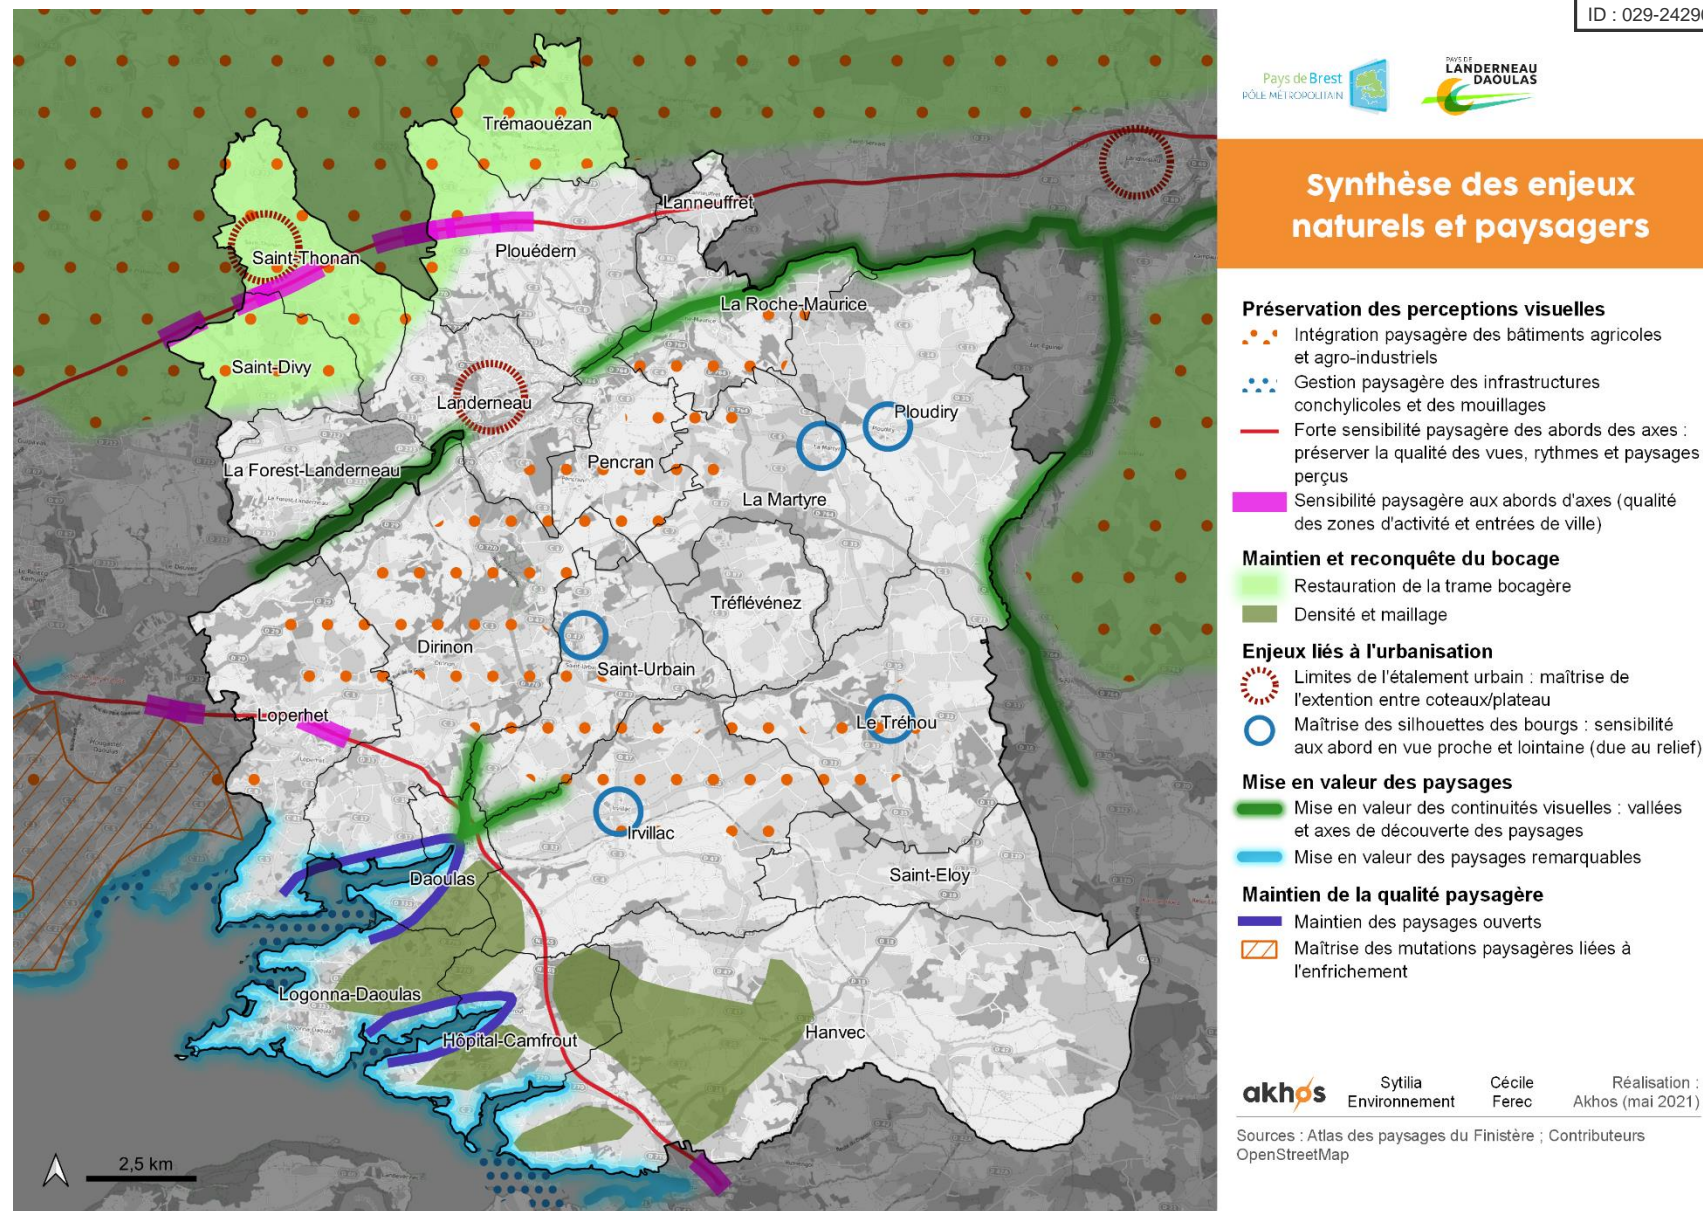 ID : 029-24290
Pays de Brest
PÔLE MÉTROPOLITAIN
PAYS DE
LANDERNEAU
DAOULAS
Synthèse des enjeux
naturels et paysagers
Préservation des perceptions visuelles
Intégration paysagère des bâtiments agricoles
et agro-industriels
Gestion paysagère des infrastructures
conchylicoles et des mouillages
Forte sensibilité paysagère des abords des axes :
préserver la qualité des vues, rythmes et paysages
perçus
Sensibilité paysagère aux abords d'axes (qualité
des zones d'activité et entrées de ville)
Maintien et reconquête du bocage
Restauration de la trame bocagère
Densité et maillage
Enjeux liés à l'urbanisation
Limites de l'étalement urbain : maîtrise de
l'extention entre coteaux/plateau
Maîtrise des silhouettes des bourgs : sensibilité
aux abord en vue proche et lointaine (due au relief)
Mise en valeur des paysages
Mise en valeur des continuités visuelles : vallées
et axes de découverte des paysages
Mise en valeur des paysages remarquables
Maintien de la qualité paysagère
Maintien des paysages ouverts
Maîtrise des mutations paysagères liées à
l'enfrichement
akhos
Sytilia
Environnement
Cécile
Ferec
Réalisation :
Akhos (mai 2021)
Sources : Atlas des paysages du Finistère ; Contributeurs
OpenStreetMap
Trémaouézan
Lanneuffret
Saint-Thonan
Plouédern
La Roche-Maurice
Saint-Divy
Landerneau
Ploudiry
La Forest-Landerneau
Pencran
La Martyre
Tréflévénez
Dirinon
Saint-Urbain
Loperhet
Le Tréhou
Irvillac
Daoulas
Saint-Eloy
Logonna-Daoulas
Hôpital-Camfrout
Hanvec
2,5 km